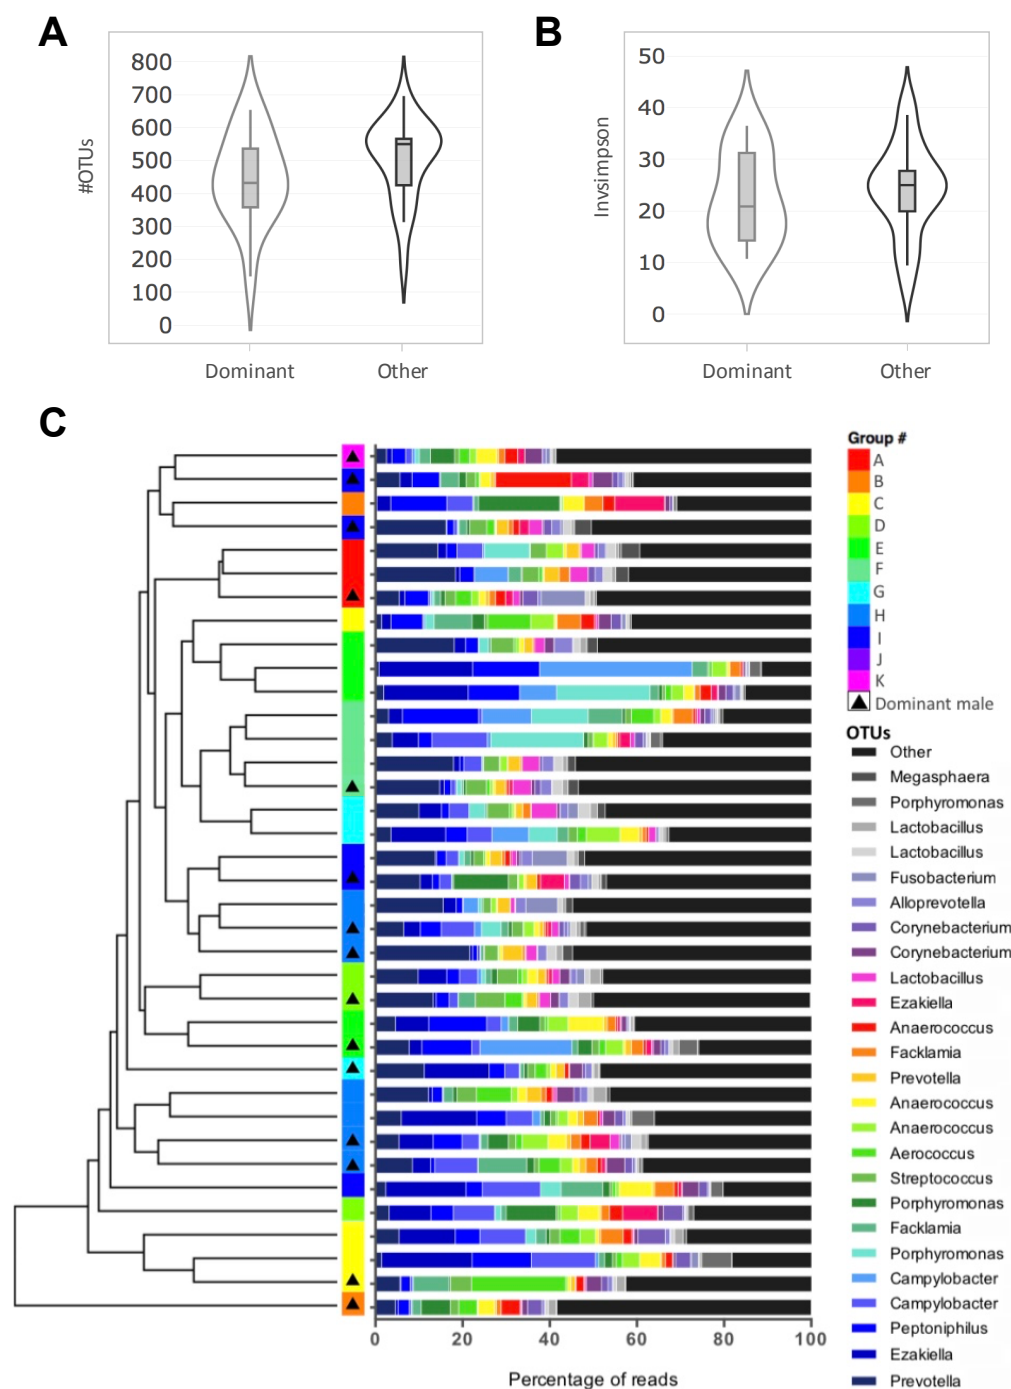 A
B
800
700
600
500
400
300
200
100
0
#OTUs
Dominant
Other
50
40
30
20
10
0
Invsimpson
Dominant
Other
C
Group #
A
B
C
D
E
F
G
H
I
J
K
Dominant male
OTUs
Other
Megasphaera
Porphyromonas
Lactobacillus
Lactobacillus
Fusobacterium
Alloprevotella
Corynebacterium
Corynebacterium
Lactobacillus
Ezakiella
Anaerococcus
Facklamia
Prevotella
Anaerococcus
Anaerococcus
Aerococcus
Streptococcus
Porphyromonas
Facklamia
Porphyromonas
Campylobacter
Campylobacter
Peptoniphilus
Ezakiella
Prevotella
0 20 40 60 80 100
Percentage of reads